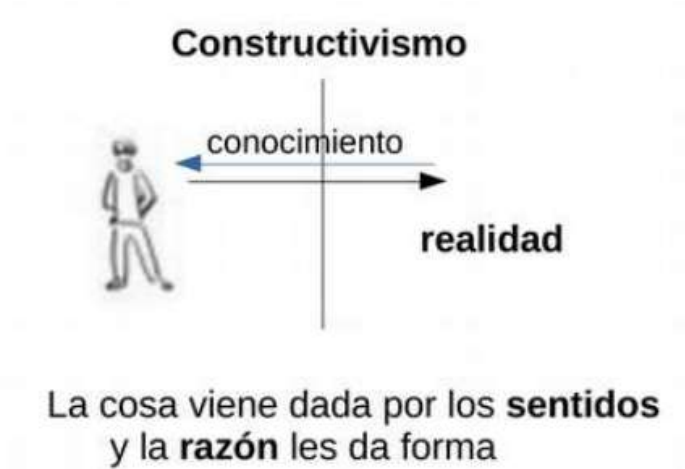 Constructivismo
conocimiento
realidad
La cosa viene dada por los sentidos
y la razón les da forma